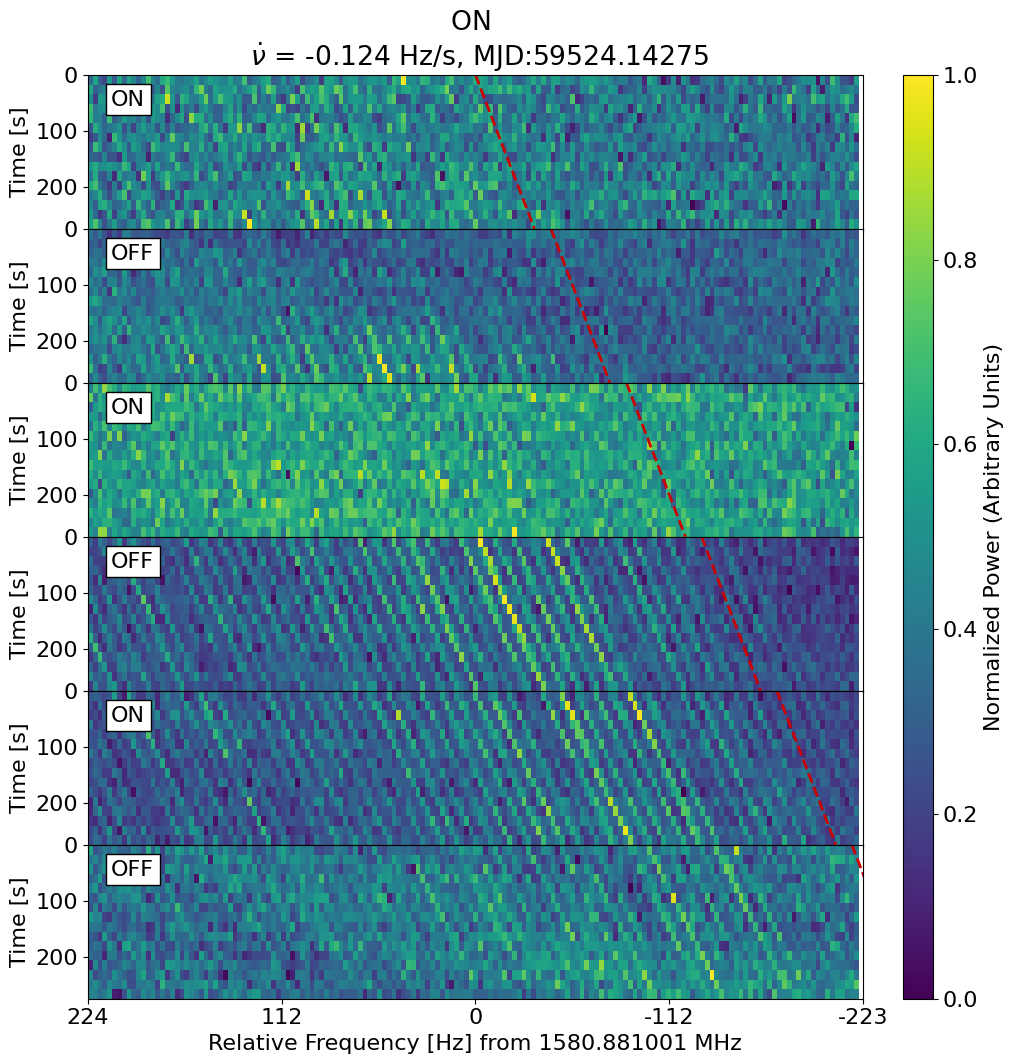 ON
ν̇ = -0.124 Hz/s, MJD:59524.14275
0
ON
100
Time [s]
200
0
OFF
100
Time [s]
200
0
ON
100
Time [s]
200
0
OFF
100
Time [s]
200
0
ON
100
Time [s]
200
0
OFF
100
Time [s]
200
224 112 0 -112 -223
Relative Frequency [Hz] from 1580.881001 MHz
1.0
0.8
0.6
0.4
0.2
0.0
Normalized Power (Arbitrary Units)